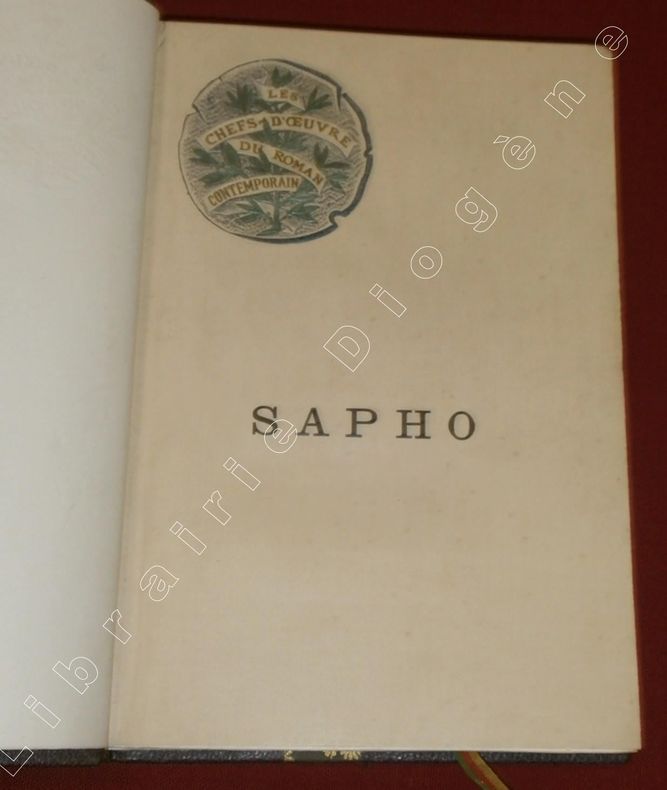 LES
CHEFS-D'ŒUVRE
DU ROMAN
CONTEMPORAIN
SAPHO
Librairie Diogène